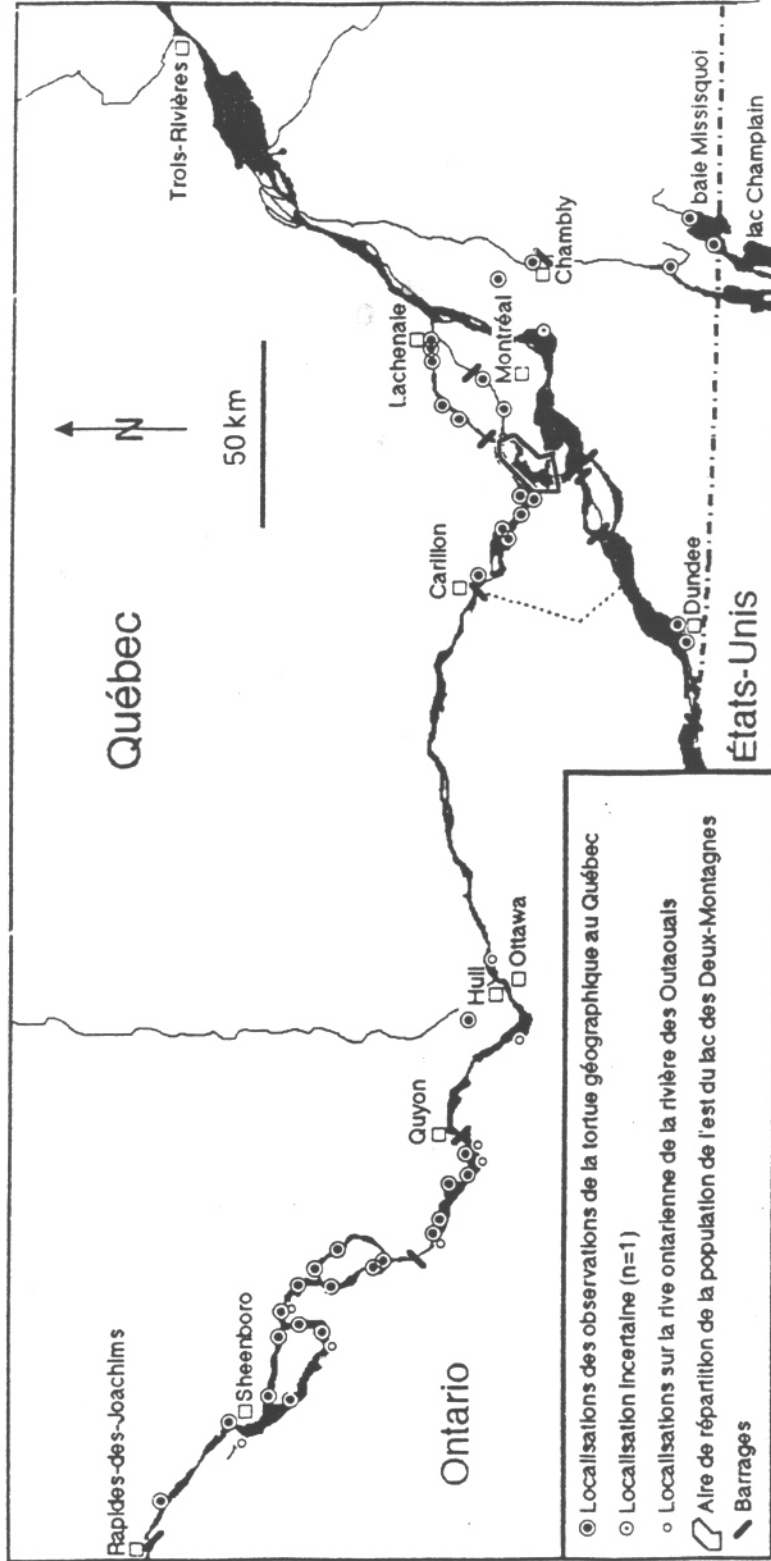 Trois-Rivières
Québec
N
50 km
Lachenaie
Montréal
Chambly
baie Missisquoi
lac Champlain
Carillon
Dundee
États-Unis
Hull
Ottawa
Quyon
Sheenboro
Rapides-des-Joachims
Ontario
Localisations des observations de la tortue géographique au Québec
Localisation incertaine (n=1)
Localisations sur la rive ontarienne de la rivière des Outaouais
Aire de répartition de la population de l'est du lac des Deux-Montagnes
Barrages